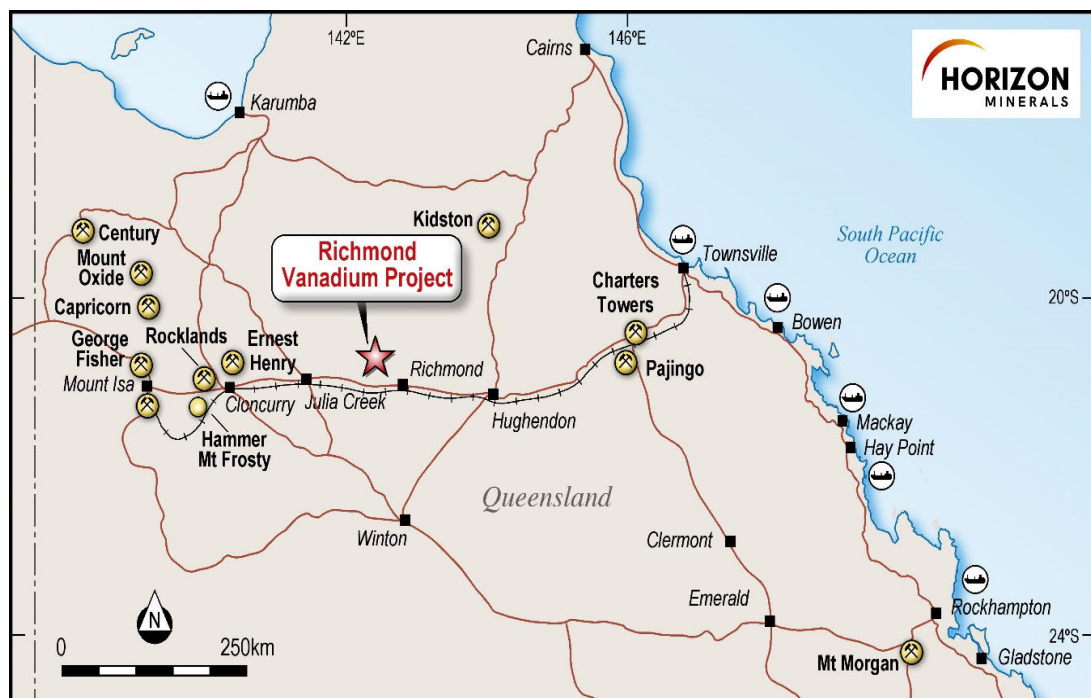 142ºE
146ºE
Cairns
HORIZON
MINERALS
Karumba
Century
Kidston
Mount
Oxide
Richmond
Vanadium Project
South Pacific
Ocean
Townsville
Capricorn
Charters
Towers
20ºS
Bowen
George
Fisher
Rocklands
Ernest
Henry
Mount Isa
Cloncurry
Julia Creek
Richmond
Pajingo
Hughendon
Hammer
Mt Frosty
Mackay
Hay Point
Queensland
Winton
Clermont
N
Emerald
Rockhampton
0
250km
24ºS
Mt Morgan
Gladstone